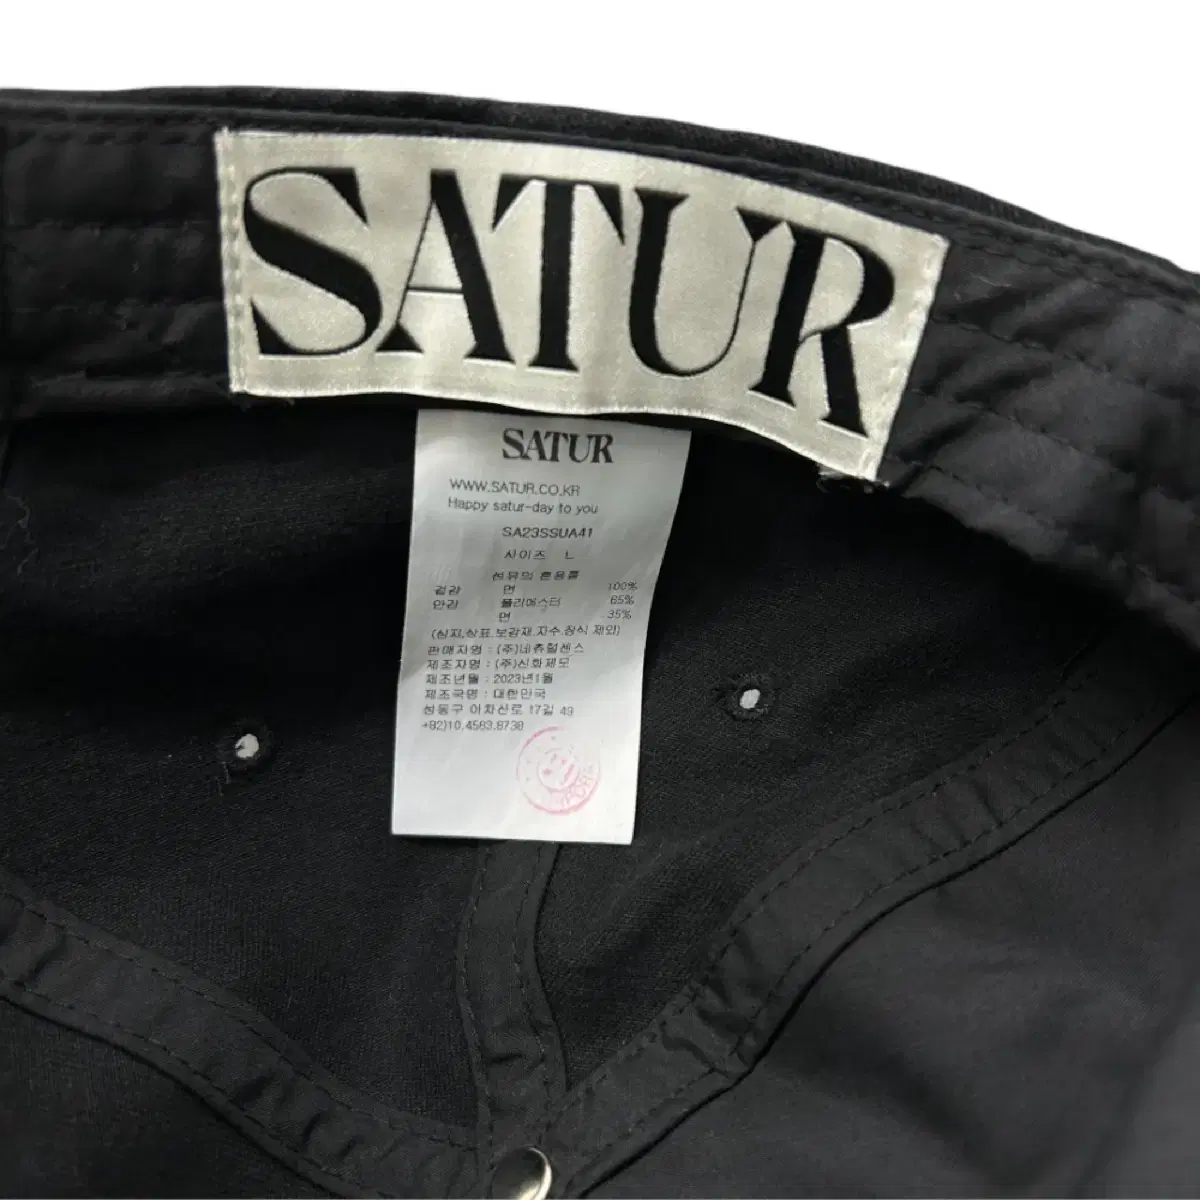 SATUR
SATUR
WWW.SATUR.CO.KR
Happy satur-day to you
SA23SSUA41
사이즈 L
섬유의 혼용률
겉감 면 100%
안감 폴리에스터 65%
면 35%
(심지,상표,보강재,자수,장식 제외)
판매자명 : (주)네츄럴센스
제조자명 : (주)신화제모
제조년월 : 2023년1월
제조국명 : 대한민국
성동구 아차산로 17길 49
+82)10.4583.8738